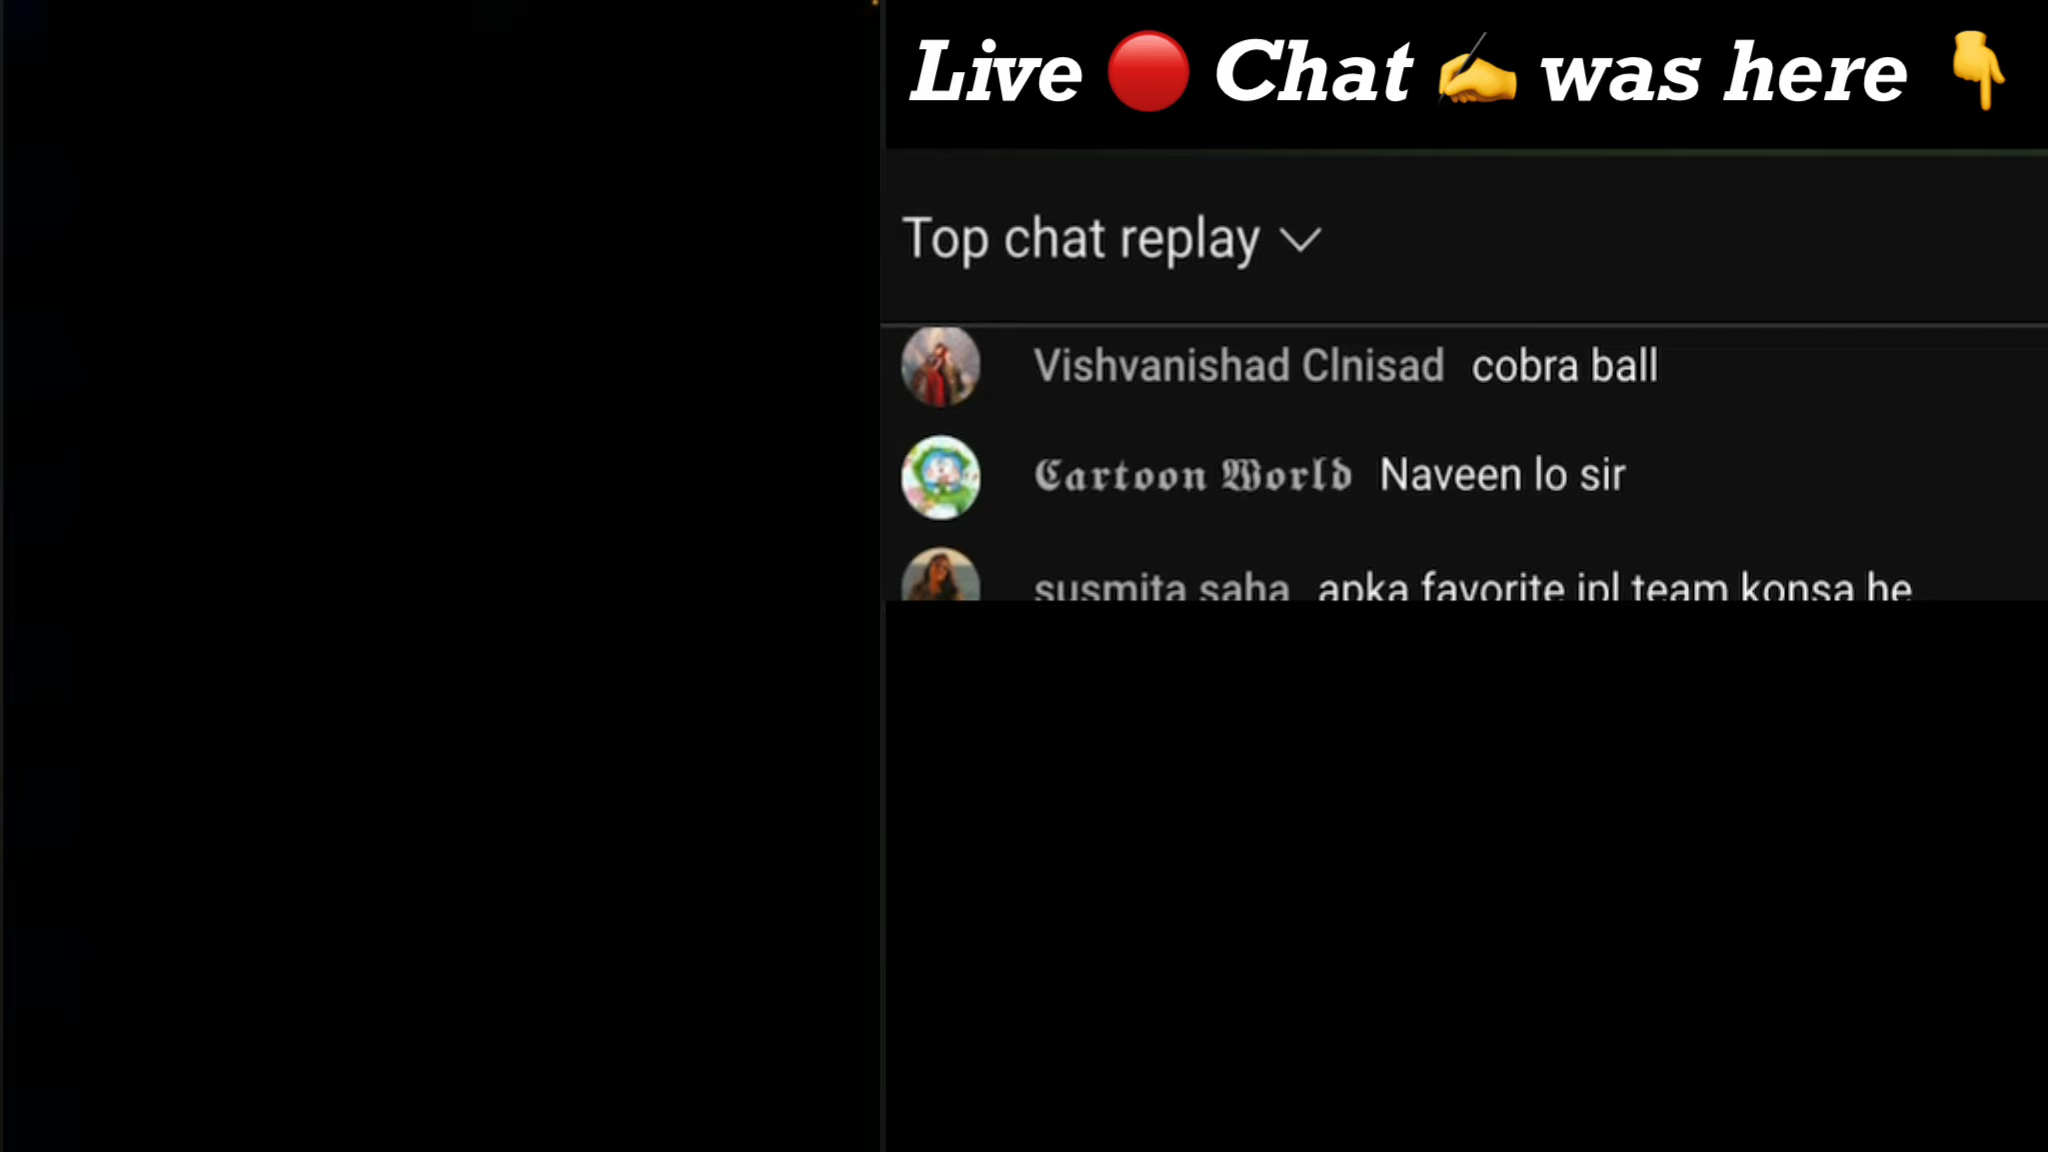 Live 🔴 Chat ✍ was here 👇
Top chat replay
Vishvanishad Clnisad cobra ball
𝕮𝖆𝖗𝖙𝖔𝖔𝖓 𝖂𝖔𝖗𝖑𝖉 Naveen lo sir
susmita saha apka favorite ipl team konsa he